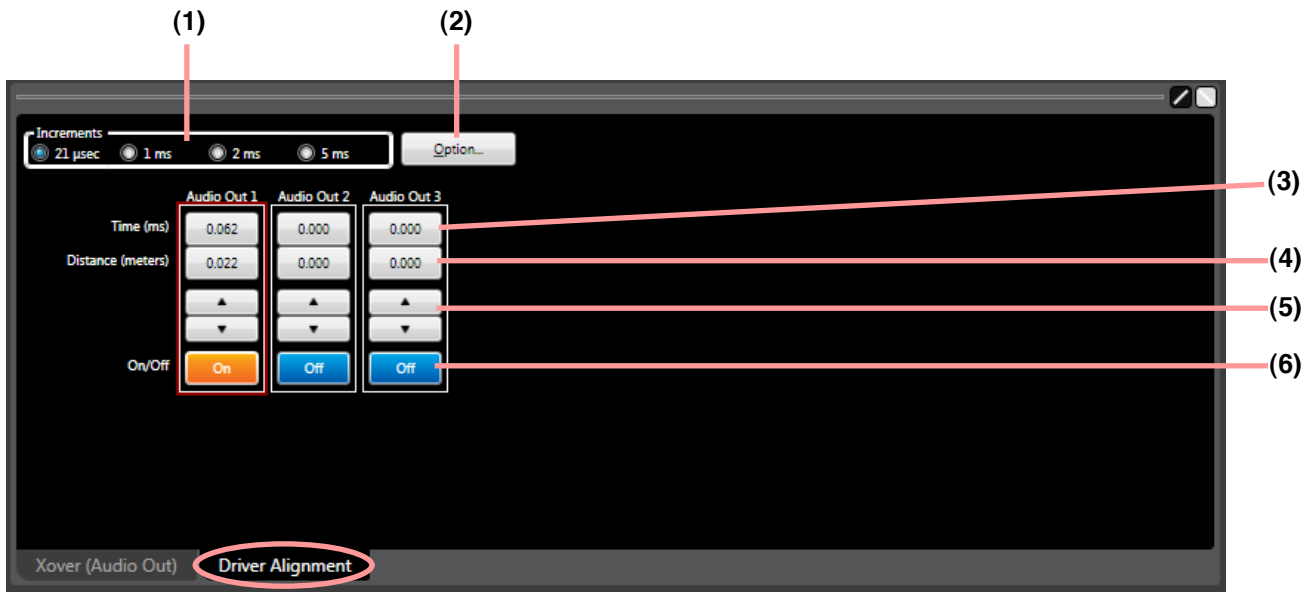 (1) (2)
Increments
21 µsec 1 ms 2 ms 5 ms Option...
Audio Out 1 Audio Out 2 Audio Out 3
(3)
Time (ms) 0.062 0.000 0.000
Distance (meters) 0.022 0.000 0.000
(4)
▲ ▲ ▲
(5)
▼ ▼ ▼
On/Off On Off Off
(6)
Xover (Audio Out) Driver Alignment